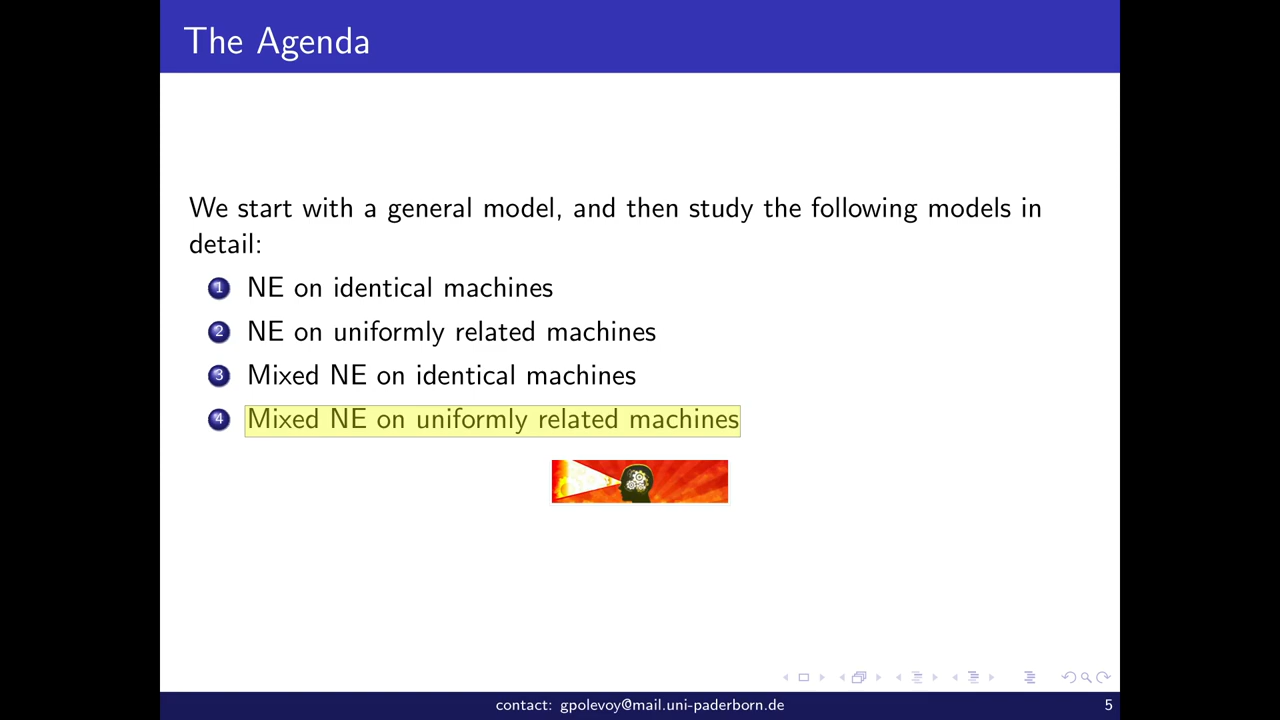 The Agenda
We start with a general model, and then study the following models in
detail:
1 NE on identical machines
2 NE on uniformly related machines
3 Mixed NE on identical machines
4 Mixed NE on uniformly related machines
contact: gpolevoy@mail.uni-paderborn.de 5